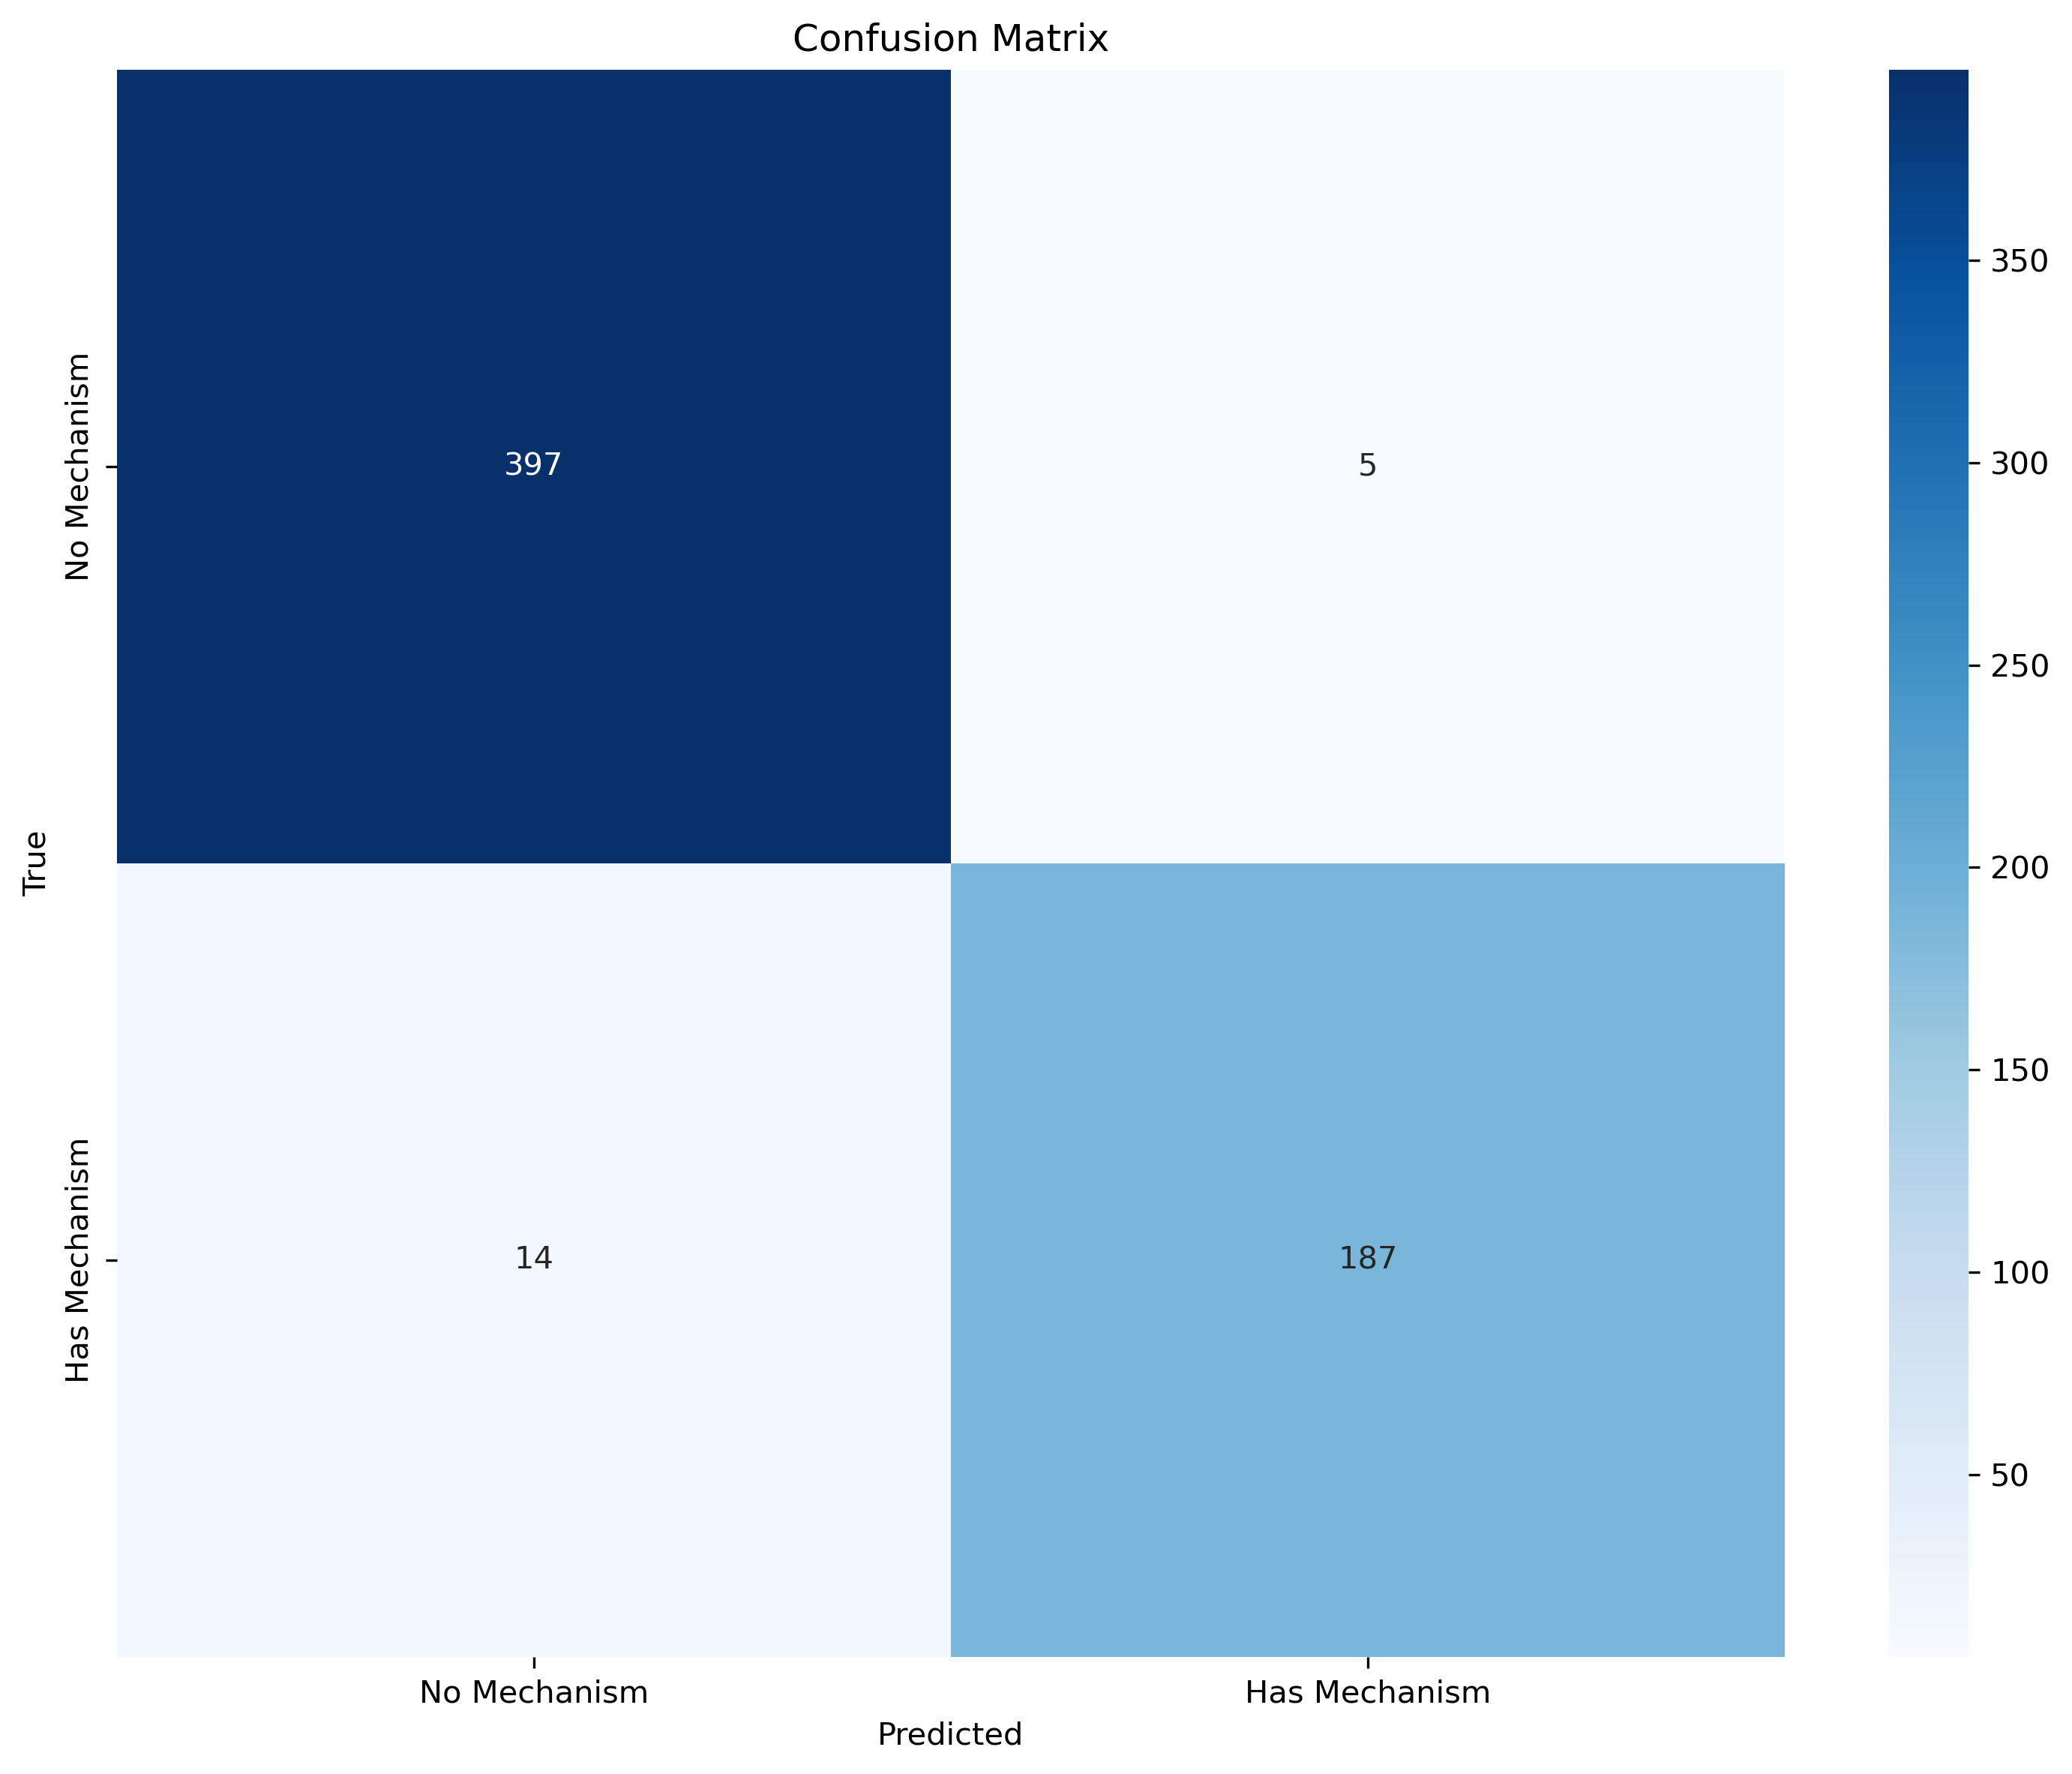 Confusion Matrix
No Mechanism
Has Mechanism
True
397
5
14
187
No Mechanism
Has Mechanism
Predicted
350
300
250
200
150
100
50